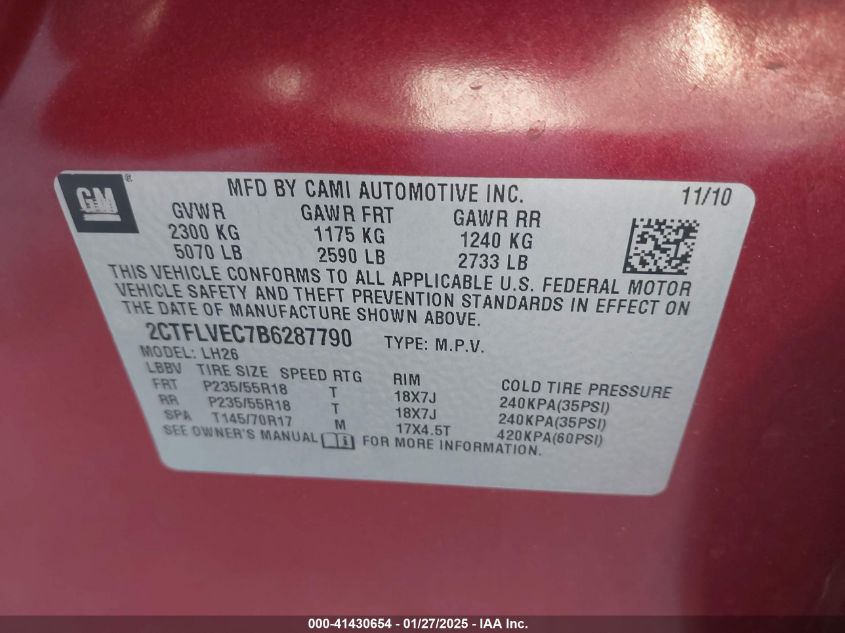 GM®
MFD BY CAMI AUTOMOTIVE INC. 11/10
GVWR GAWR FRT GAWR RR
2300 KG 1175 KG 1240 KG
5070 LB 2590 LB 2733 LB
THIS VEHICLE CONFORMS TO ALL APPLICABLE U.S. FEDERAL MOTOR
VEHICLE SAFETY AND THEFT PREVENTION STANDARDS IN EFFECT ON
THE DATE OF MANUFACTURE SHOWN ABOVE.
2CTFLVEC7B6287790 TYPE: M.P.V.
MODEL: LH26
LBBV TIRE SIZE SPEED RTG RIM COLD TIRE PRESSURE
FRT P235/55R18 T 18X7J 240KPA(35PSI)
RR P235/55R18 T 18X7J 240KPA(35PSI)
SPA T145/70R17 M 17X4.5T 420KPA(60PSI)
SEE OWNER'S MANUAL FOR MORE INFORMATION.
000-41430654 - 01/27/2025 - IAA Inc.